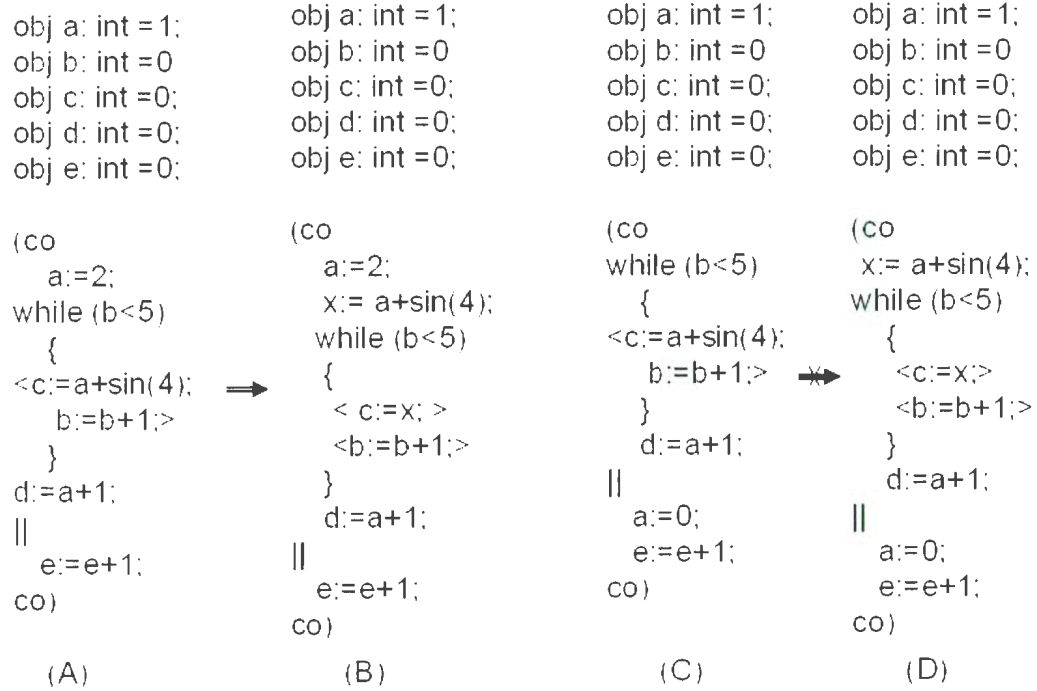 obj a: int =1;
obj b: int =0
obj c: int =0;
obj d: int =0;
obj e: int =0;
(co
a:=2;
while (b<5)
{
<c:=a+sin(4);
b:=b+1;>
}
d:=a+1;
||
e:=e+1;
co)
(A)
obj a: int =1;
obj b: int =0
obj c: int =0;
obj d: int =0;
obj e: int =0;
(co
a:=2;
x:= a+sin(4);
while (b<5)
{
< c:=x; >
<b:=b+1;>
}
d:=a+1;
||
e:=e+1;
co)
(B)
obj a: int =1;
obj b: int =0
obj c: int =0;
obj d: int =0;
obj e: int =0;
(co
while (b<5)
{
<c:=a+sin(4);
b:=b+1;>
}
d:=a+1;
||
a:=0;
e:=e+1;
co)
(C)
obj a: int =1;
obj b: int =0
obj c: int =0;
obj d: int =0;
obj e: int =0;
(co
x:= a+sin(4);
while (b<5)
{
<c:=x;>
<b:=b+1;>
}
d:=a+1;
||
a:=0;
e:=e+1;
co)
(D)